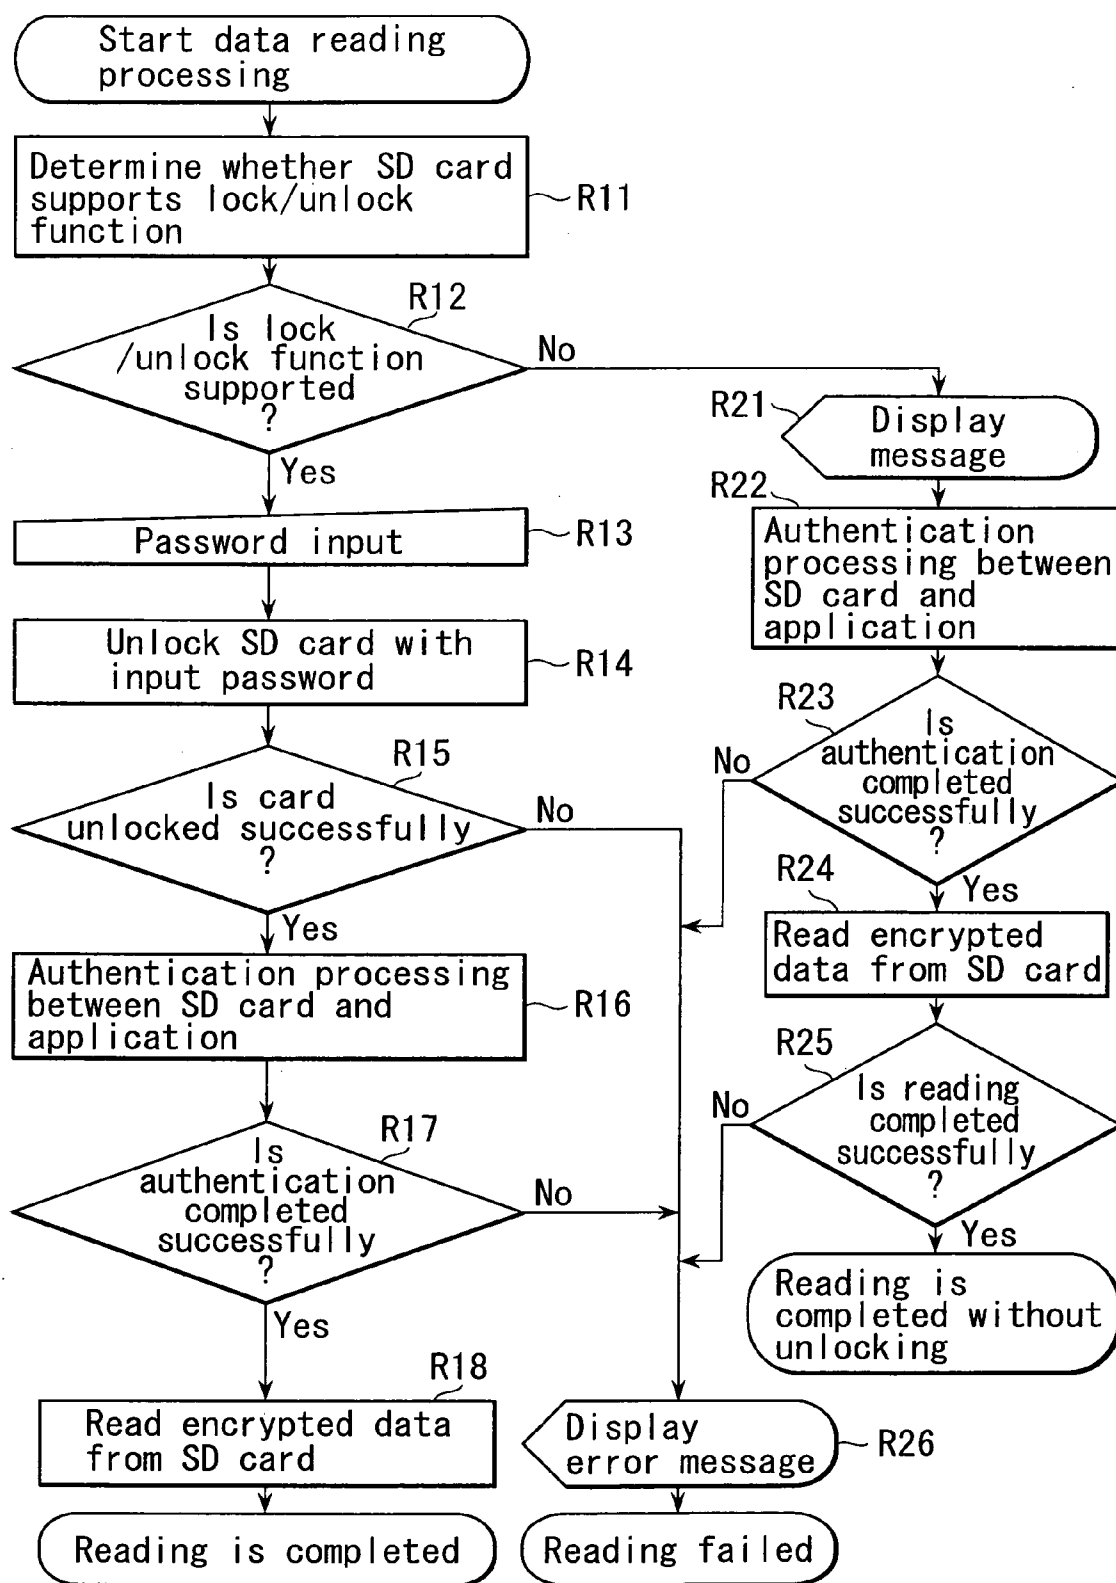 Start data reading
processing
Determine whether SD card
supports lock/unlock
function
R11
R12
Is lock
/unlock function
supported
?
No
Yes
R21
Display
message
Password input
R13
R22
Authentication
processing between
SD card and
application
Unlock SD card with
input password
R14
R23
Is
authentication
completed
successfully
?
No
Yes
R15
Is card
unlocked successfully
?
No
Yes
R24
Read encrypted
data from SD card
Authentication processing
between SD card and
application
R16
R25
Is reading
completed
successfully
?
No
Yes
R17
Is
authentication
completed
successfully
?
No
Yes
Reading is
completed without
unlocking
R18
Read encrypted data
from SD card
Display
error message
R26
Reading is completed
Reading failed